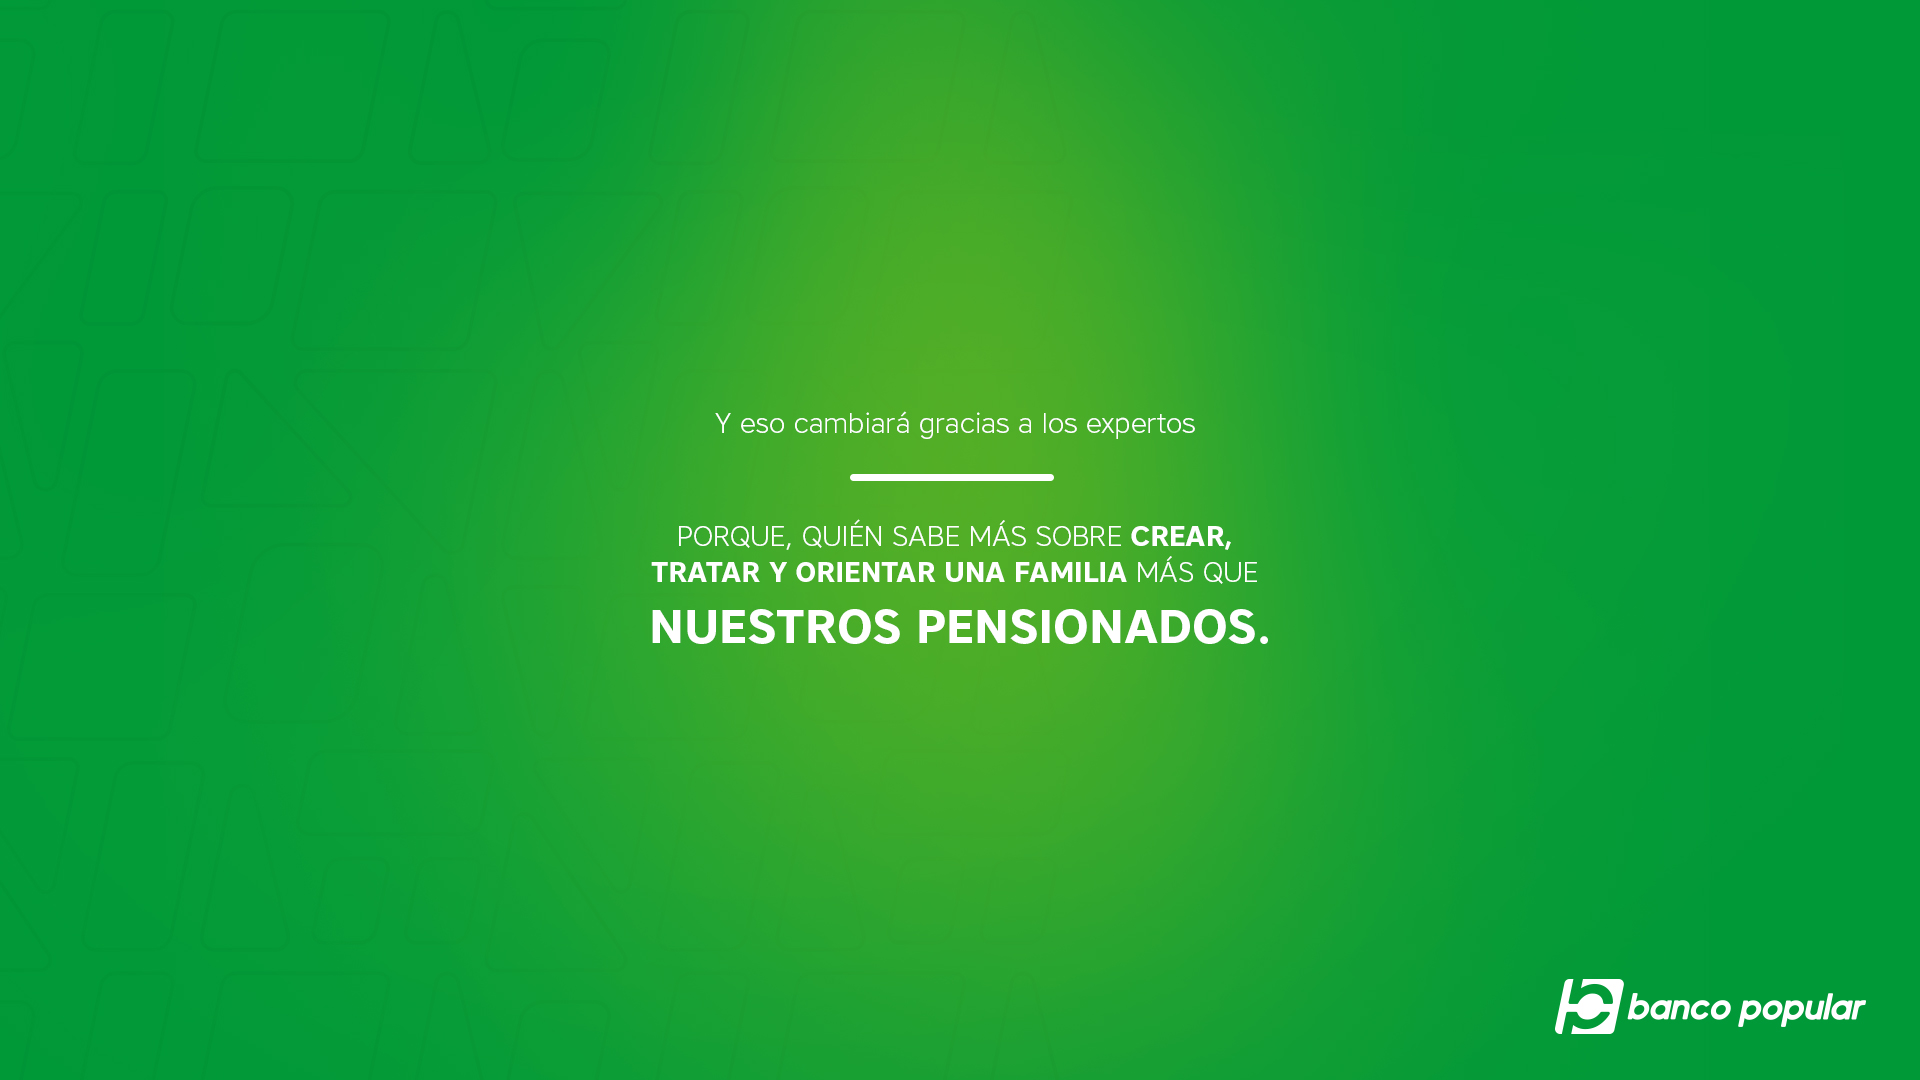 Y eso cambiará gracias a los expertos
PORQUE, QUIÉN SABE MÁS SOBRE CREAR,
TRATAR Y ORIENTAR UNA FAMILIA MÁS QUE
NUESTROS PENSIONADOS.
banco popular